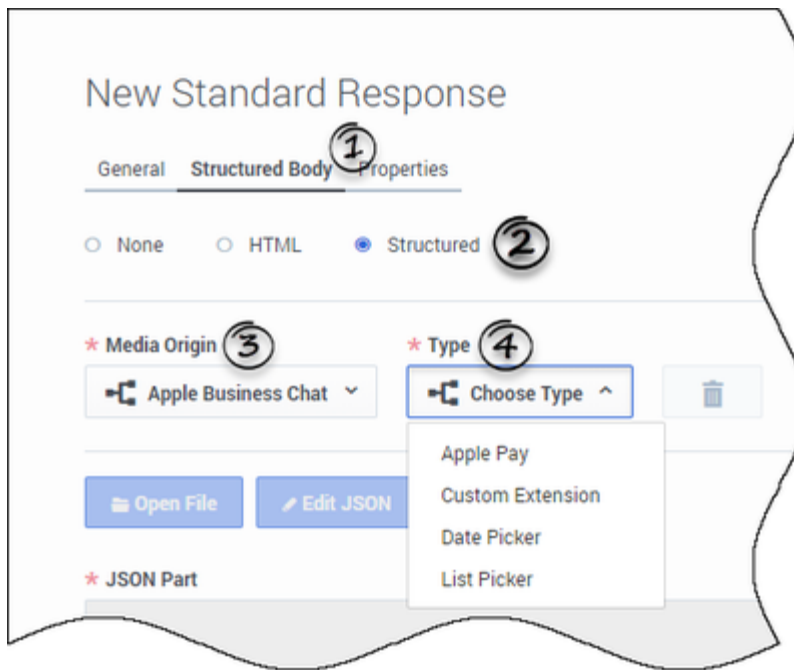 New Standard Response
1
General Structured Body Properties
None HTML Structured 2
* Media Origin 3 * Type 4
Apple Business Chat Choose Type
Apple Pay
Open File Edit JSON Custom Extension
Date Picker
* JSON Part List Picker